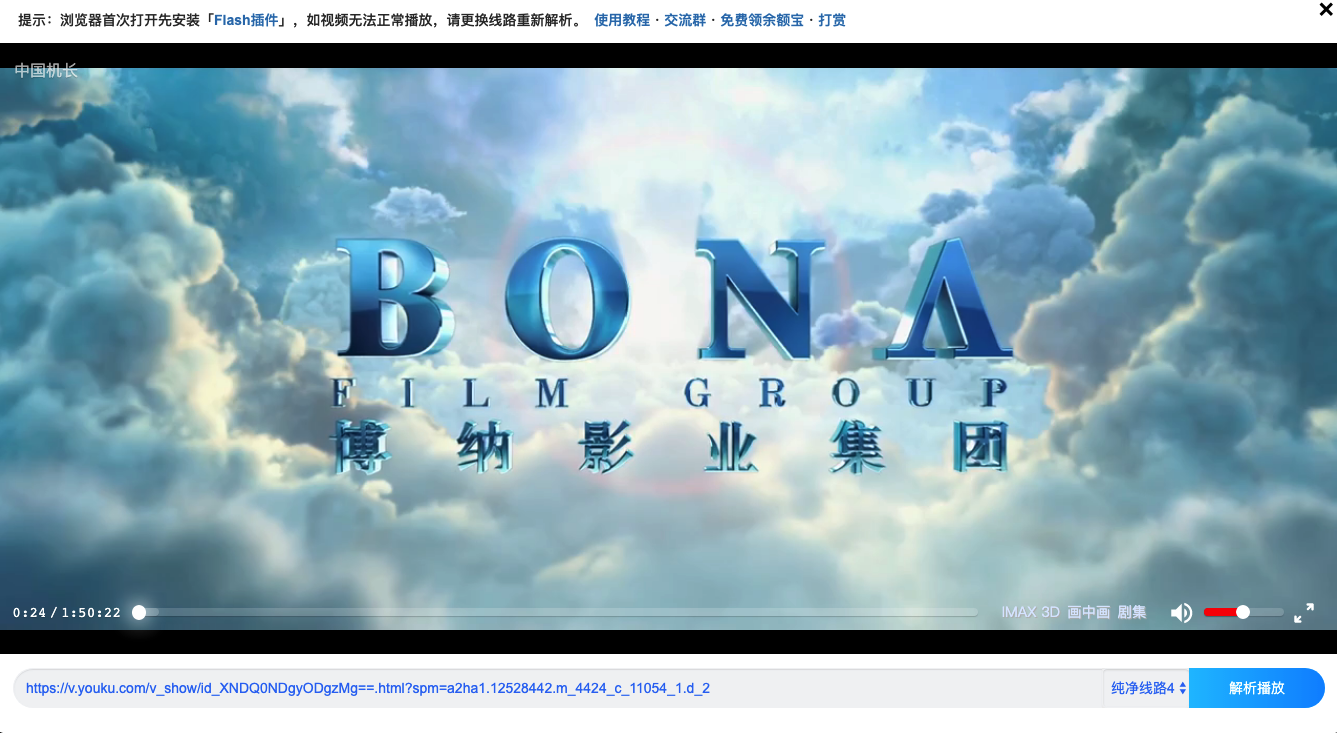 提示：浏览器首次打开先安装「Flash插件」，如视频无法正常播放，请更换线路重新解析。 使用教程 · 交流群 · 免费领余额宝 · 打赏
中国机长
BONA
FILM GROUP
博纳影业集团
0:24 / 1:50:22 IMAX 3D 画中画 剧集
https://v.youku.com/v_show/id_XNDQ0NDgyODgzMg==.html?spm=a2ha1.12528442.m_4424_c_11054_1.d_2 纯净线路4 解析播放